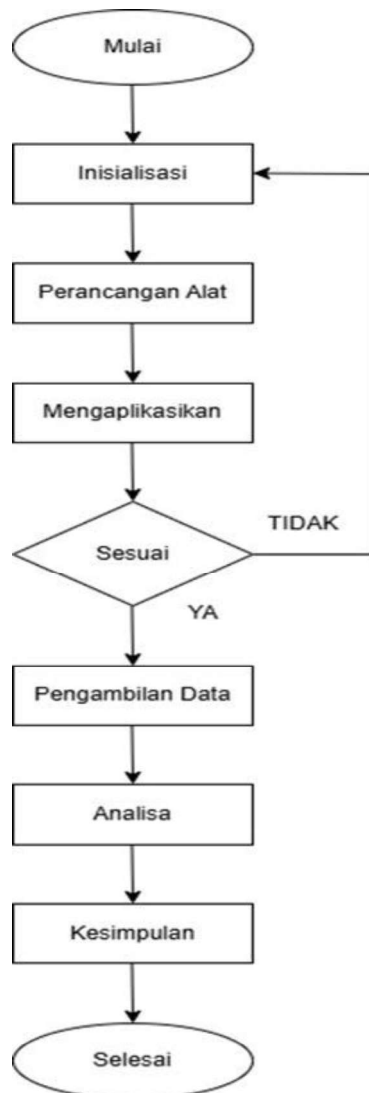 Mulai
Inisialisasi
Perancangan Alat
Mengaplikasikan
TIDAK
Sesuai
YA
Pengambilan Data
Analisa
Kesimpulan
Selesai